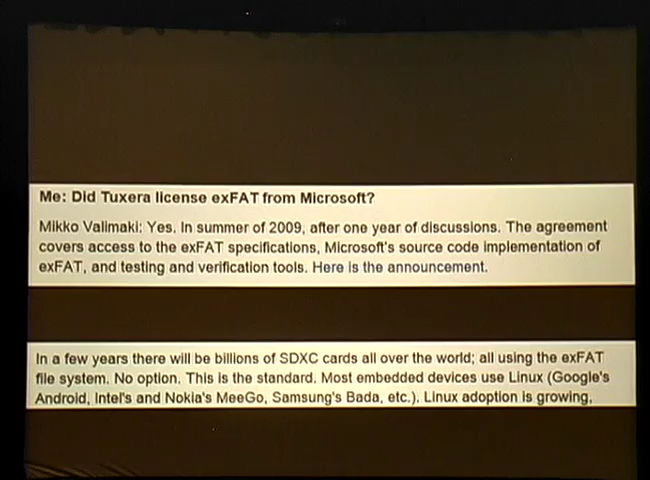 Me: Did Tuxera license exFAT from Microsoft?
Mikko Valimaki: Yes. In summer of 2009, after one year of discussions. The agreement
covers access to the exFAT specifications, Microsoft's source code implementation of
exFAT, and testing and verification tools. Here is the announcement.
In a few years there will be billions of SDXC cards all over the world; all using the exFAT
file system. No option. This is the standard. Most embedded devices use Linux (Google's
Android, Intel's and Nokia's MeeGo, Samsung's Bada, etc.). Linux adoption is growing,